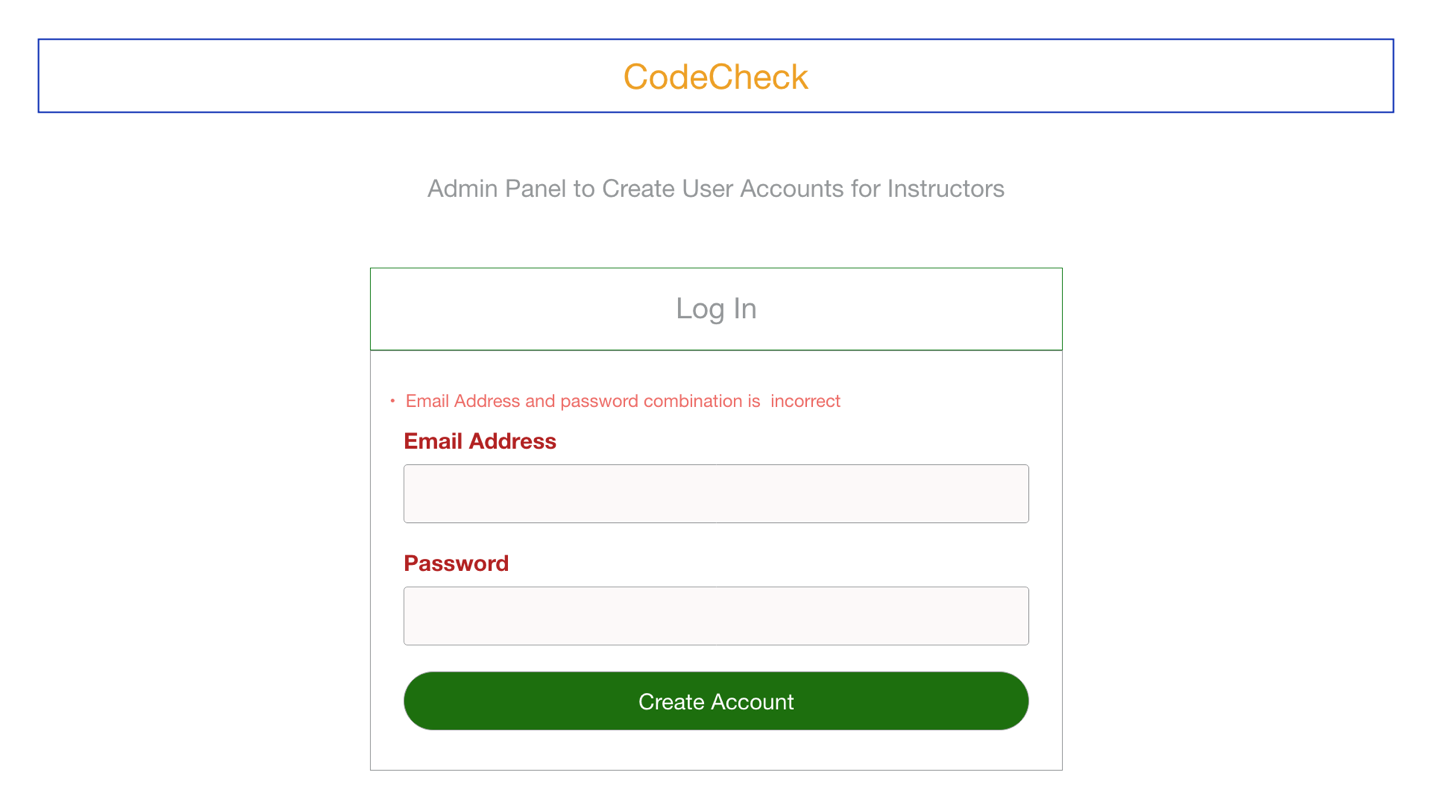 CodeCheck
Admin Panel to Create User Accounts for Instructors
Log In
• Email Address and password combination is  incorrect
Email Address
Password
Create Account